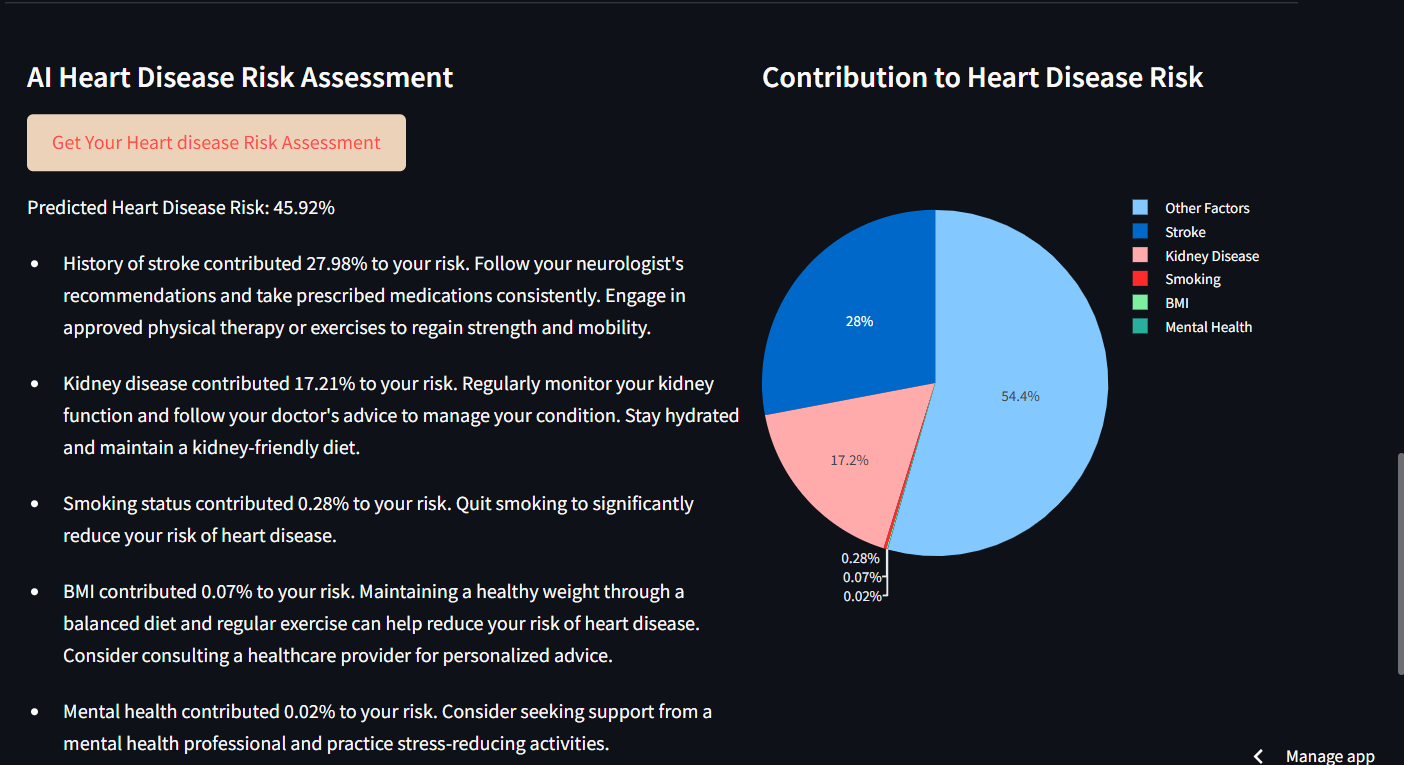 AI Heart Disease Risk Assessment
Get Your Heart disease Risk Assessment
Predicted Heart Disease Risk: 45.92%
History of stroke contributed 27.98% to your risk. Follow your neurologist's
recommendations and take prescribed medications consistently. Engage in
approved physical therapy or exercises to regain strength and mobility.
Kidney disease contributed 17.21% to your risk. Regularly monitor your kidney
function and follow your doctor's advice to manage your condition. Stay hydrated
and maintain a kidney-friendly diet.
Smoking status contributed 0.28% to your risk. Quit smoking to significantly
reduce your risk of heart disease.
BMI contributed 0.07% to your risk. Maintaining a healthy weight through a
balanced diet and regular exercise can help reduce your risk of heart disease.
Consider consulting a healthcare provider for personalized advice.
Mental health contributed 0.02% to your risk. Consider seeking support from a
mental health professional and practice stress-reducing activities.
Contribution to Heart Disease Risk
Other Factors
Stroke
Kidney Disease
Smoking
BMI
Mental Health
28%
54.4%
17.2%
0.28%
0.07%
0.02%
Manage app